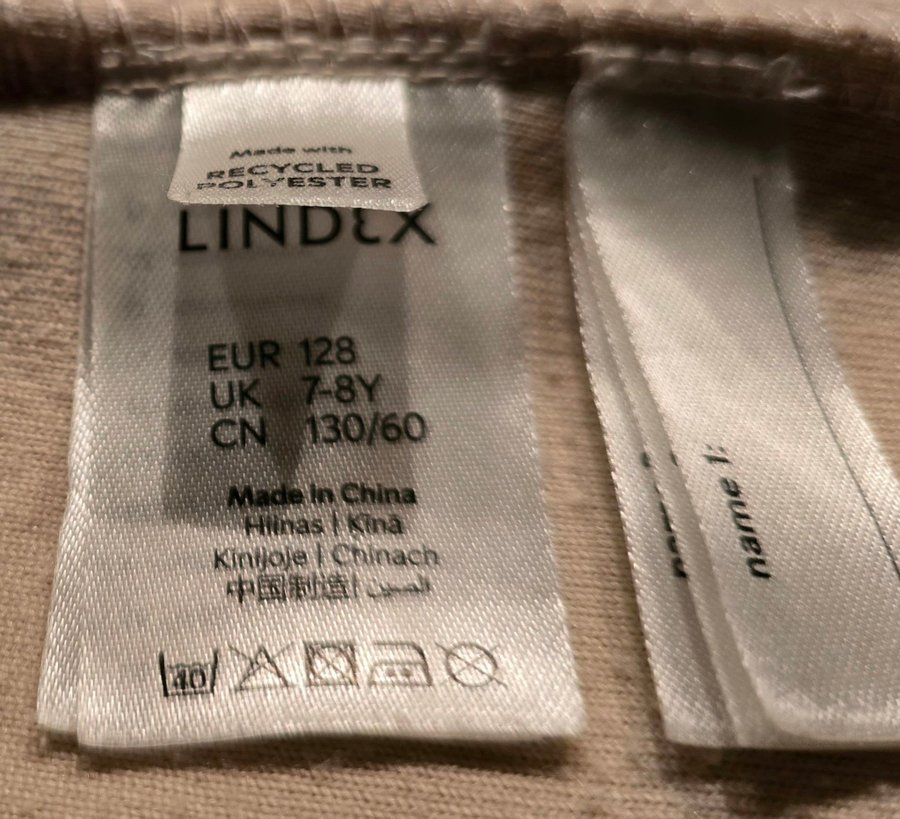 Made with
RECYCLED
POLYESTER
LINDEX
EUR 128
UK 7-8Y
CN 130/60
Made in China
Hiinas | Ķīnā
Kinijoje | Chinach
中国制造 | الصين
40
name 1: